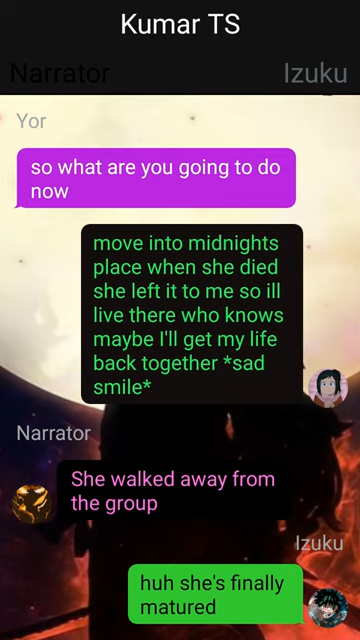 Kumar TS
Narrator
Izuku
Yor
so what are you going to do
now
move into midnights
place when she died
she left it to me so ill
live there who knows
maybe I'll get my life
back together *sad
smile*
Narrator
She walked away from
the group
Izuku
huh she's finally
matured